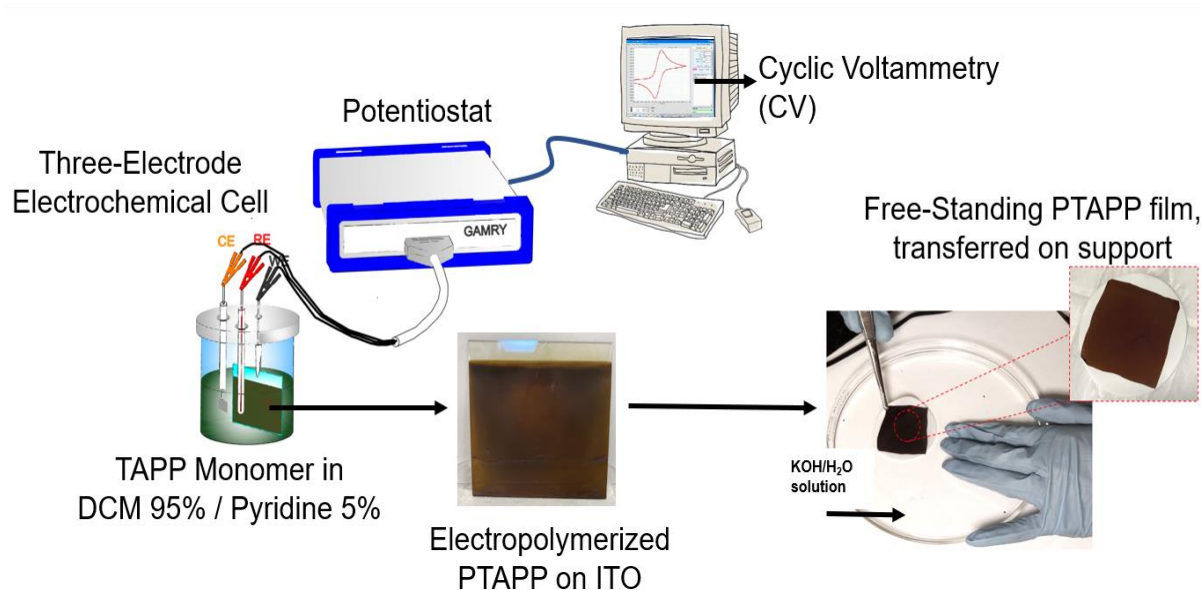 Cyclic Voltammetry
(CV)
Potentiostat
Three-Electrode
Electrochemical Cell
CE
RE
WE
GAMRY
Free-Standing PTAPP film,
transferred on support
TAPP Monomer in
DCM 95% / Pyridine 5%
Electropolymerized
PTAPP on ITO
KOH/H₂O
solution